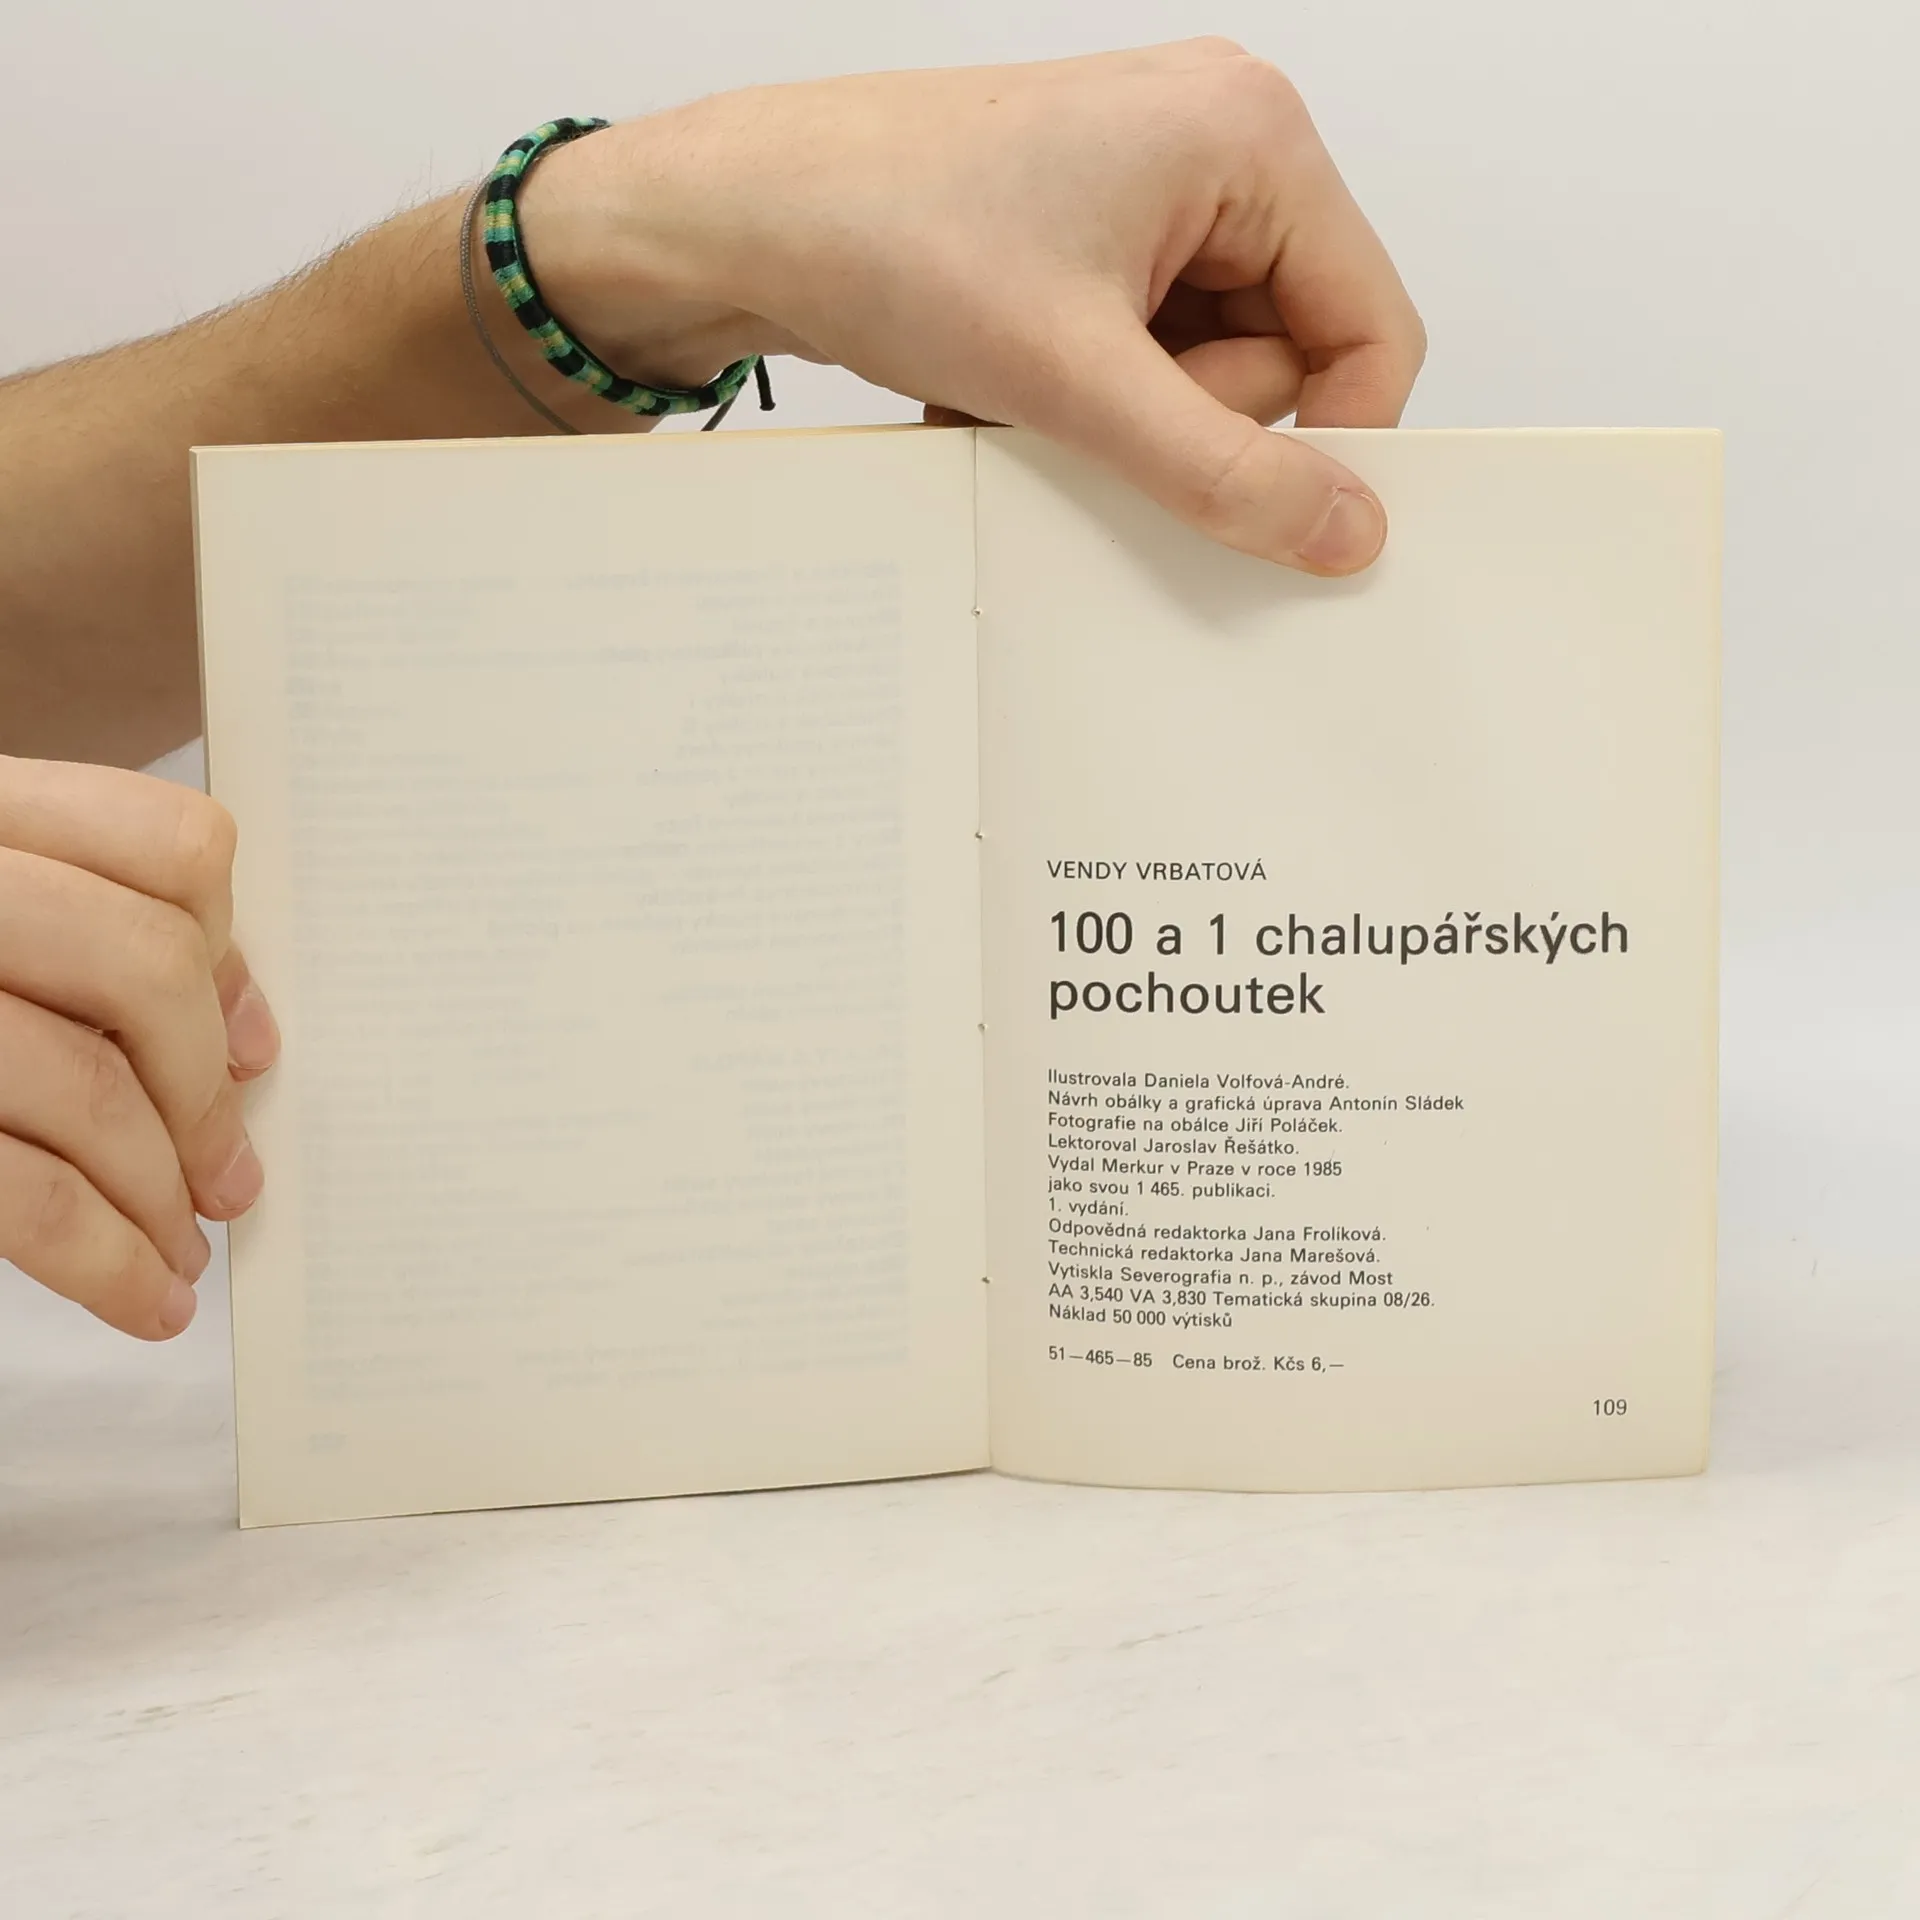 VENDY VRBATOVÁ
100 a 1 chalupářských
pochoutek
Ilustrovala Daniela Volfová-André.
Návrh obálky a grafická úprava Antonín Sládek
Fotografie na obálce Jiří Poláček.
Lektoroval Jaroslav Řešátko.
Vydal Merkur v Praze v roce 1985
jako svou 1 465. publikaci.
1. vydání.
Odpovědná redaktorka Jana Frolíková.
Technická redaktorka Jana Marešová.
Vytiskla Severografia n. p., závod Most
AA 3,540 VA 3,830 Tematická skupina 08/26.
Náklad 50 000 výtisků
51—465—85 Cena brož. Kčs 6,—
109